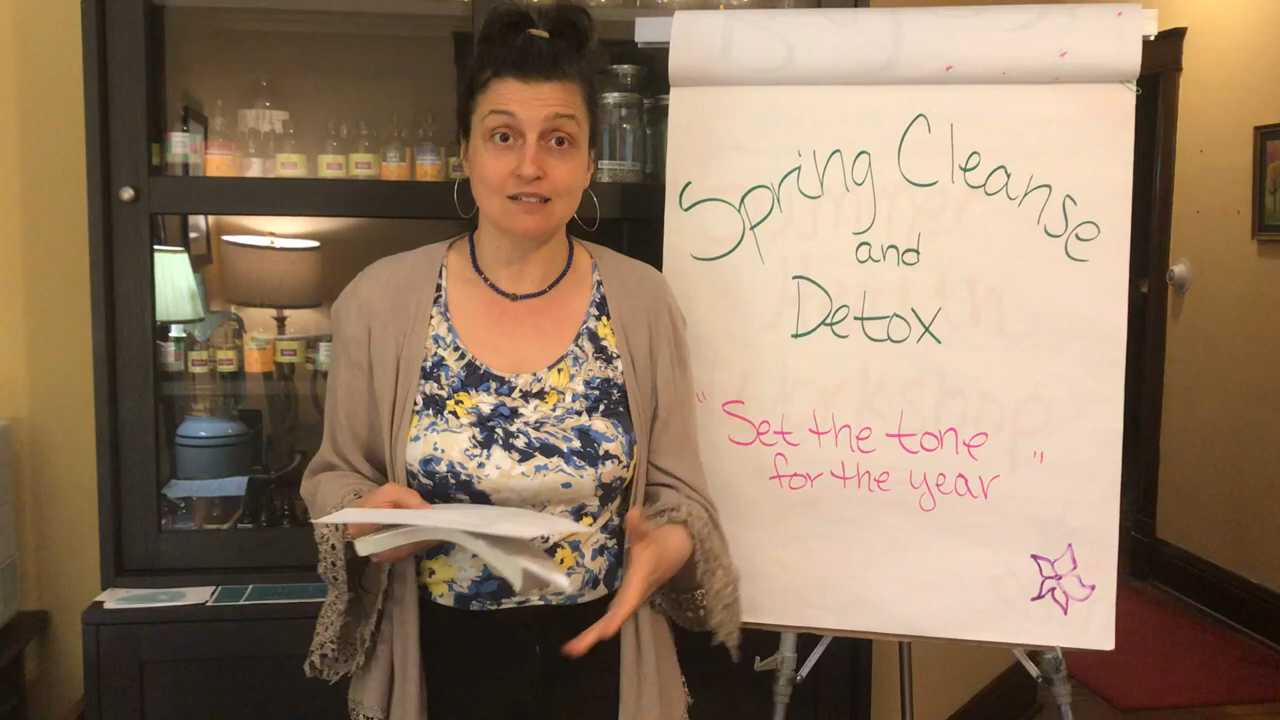 Spring Cleanse
and
Detox
"Set the tone
for the year"